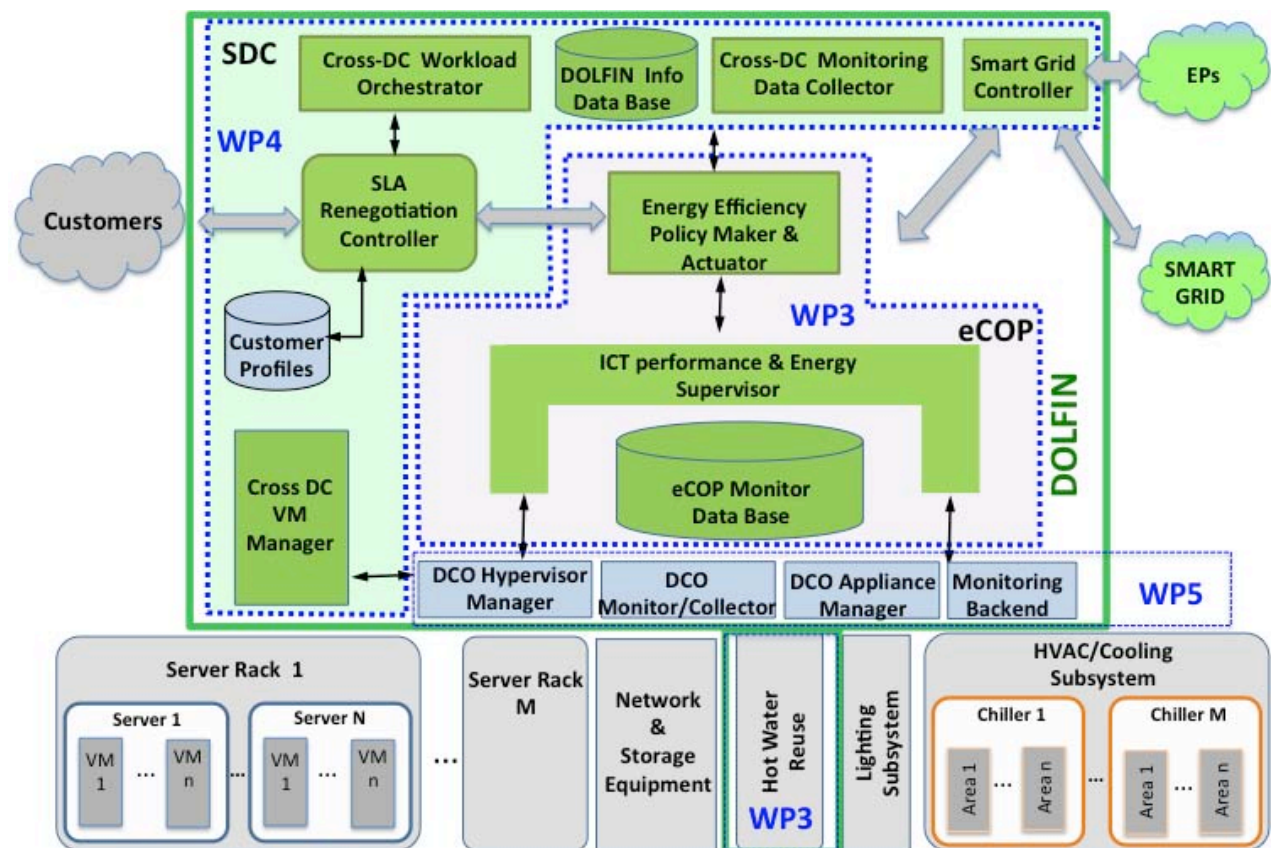 SDC
Cross-DC Workload
Orchestrator
DOLFIN Info
Data Base
Cross-DC Monitoring
Data Collector
Smart Grid
Controller
EPs
WP4
Customers
SLA
Renegotiation
Controller
Energy Efficiency
Policy Maker &
Actuator
SMART
GRID
WP3
eCOP
Customer
Profiles
ICT performance & Energy
Supervisor
DOLFIN
eCOP Monitor
Data Base
Cross DC
VM
Manager
DCO Hypervisor
Manager
DCO
Monitor/Collector
DCO Appliance
Manager
Monitoring
Backend
WP5
Server Rack 1
Server 1
VM
1
...
VM
n
...
Server N
VM
1
...
VM
n
...
Server Rack
M
Network
&
Storage
Equipment
Hot Water
Reuse
WP3
Lighting
Subsystem
HVAC/Cooling
Subsystem
Chiller 1
Area 1
...
Area n
...
Chiller M
Area 1
...
Area n